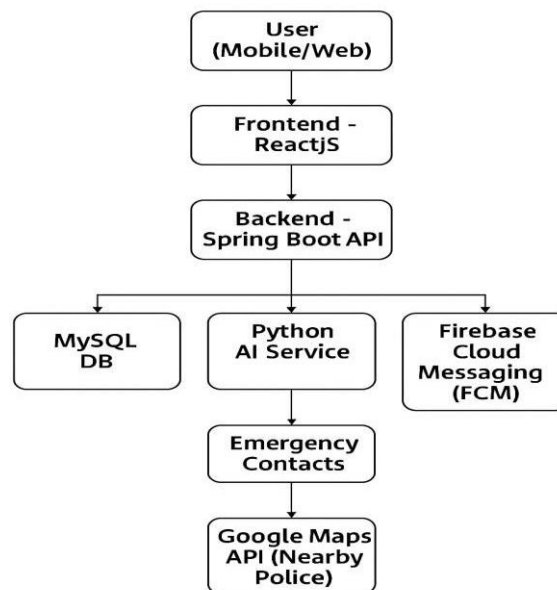 User
(Mobile/Web)
Frontend -
ReactjS
Backend -
Spring Boot API
MySQL
DB
Python
AI Service
Firebase
Cloud
Messaging
(FCM)
Emergency
Contacts
Google Maps
API (Nearby
Police)